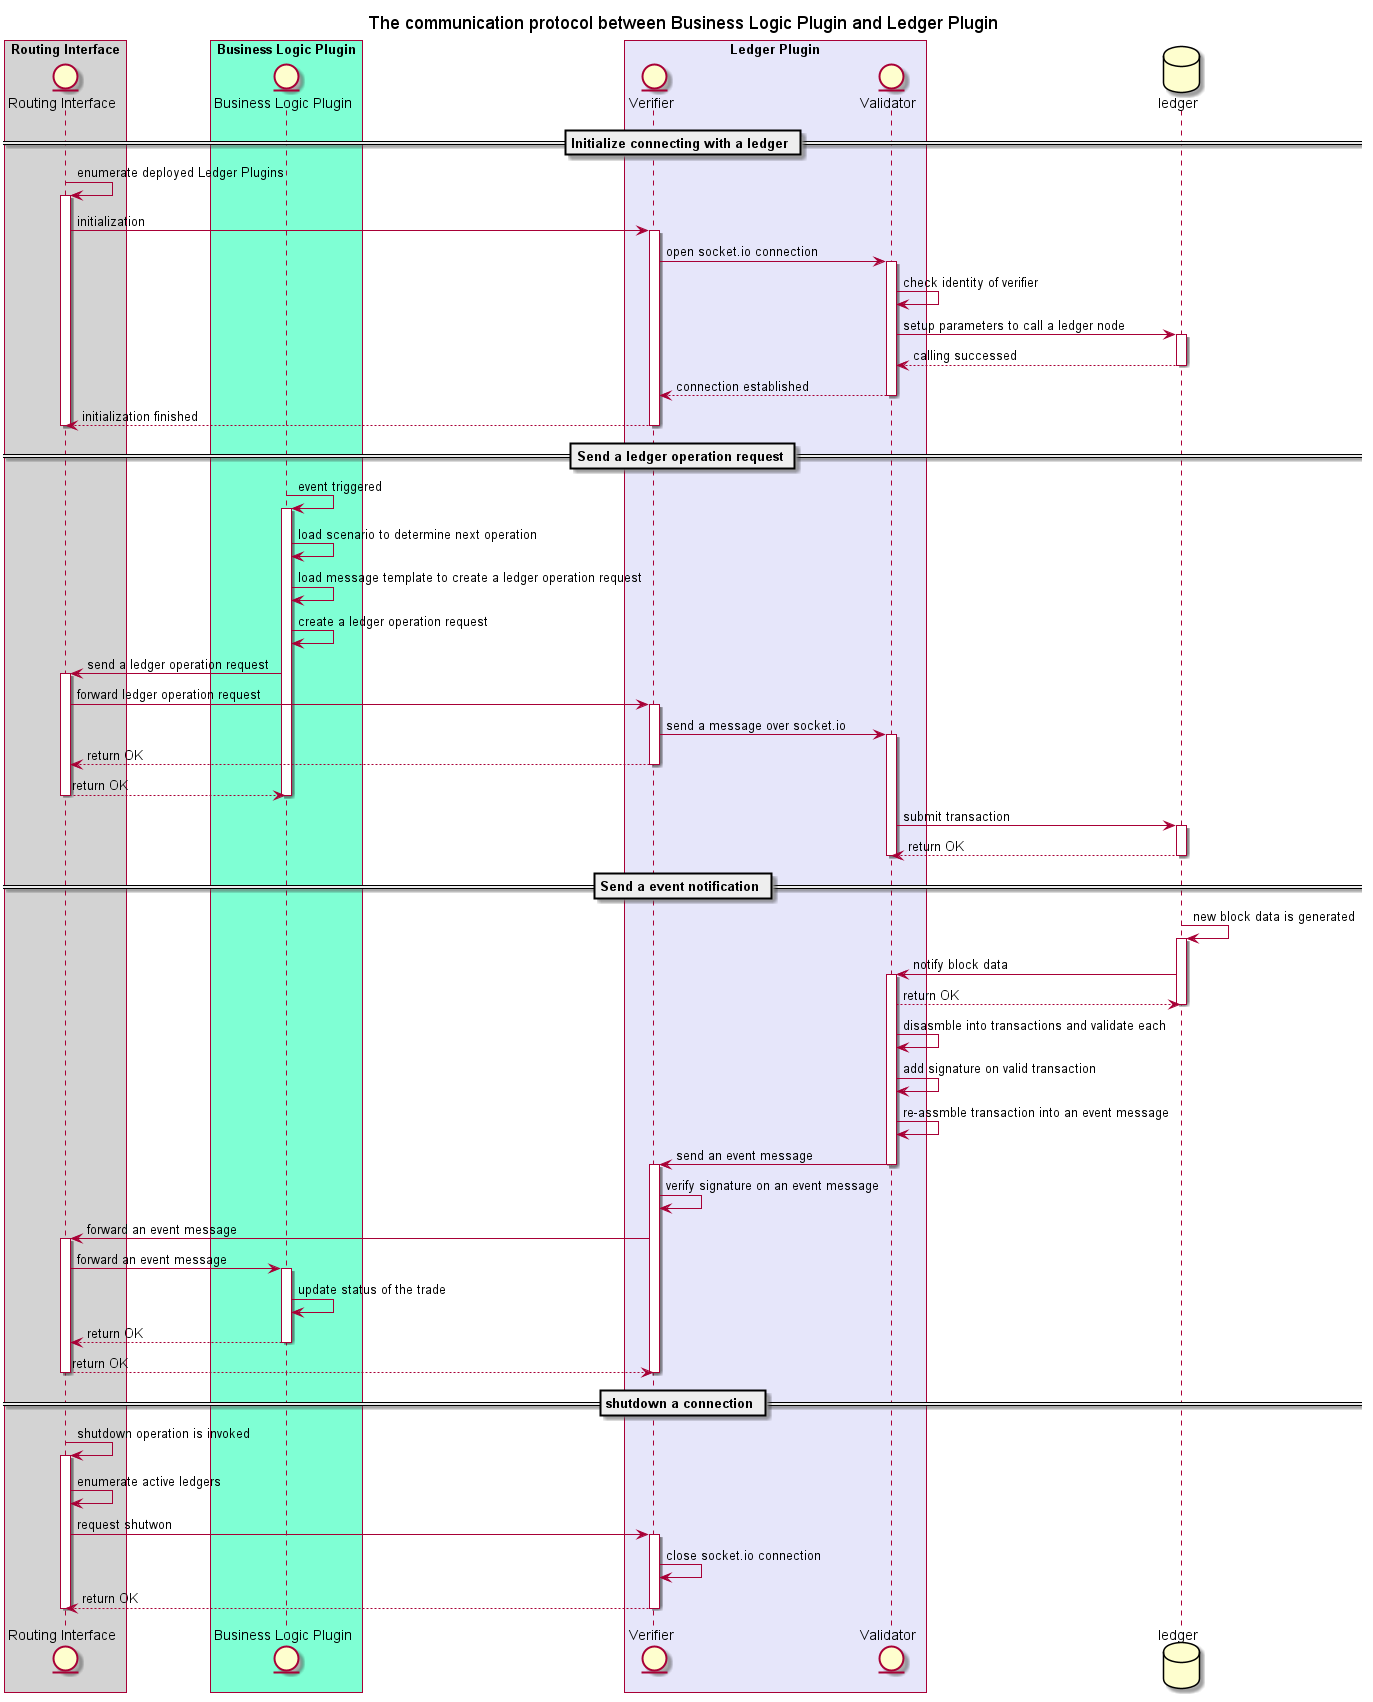 The communication protocol between Business Logic Plugin and Ledger Plugin
Routing Interface
Business Logic Plugin
Ledger Plugin
Routing Interface
Business Logic Plugin
Verifier
Validator
ledger
Initialize connecting with a ledger
enumerate deployed Ledger Plugins
initialization
open socket.io connection
check identity of verifier
setup parameters to call a ledger node
calling successed
connection established
initialization finished
Send a ledger operation request
event triggered
load scenario to determine next operation
load message template to create a ledger operation request
create a ledger operation request
send a ledger operation request
forward ledger operation request
send a message over socket.io
return OK
return OK
submit transaction
return OK
Send a event notification
new block data is generated
notify block data
return OK
disasmble into transactions and validate each
add signature on valid transaction
re-assmble transaction into an event message
send an event message
verify signature on an event message
forward an event message
forward an event message
update status of the trade
return OK
return OK
shutdown a connection
shutdown operation is invoked
enumerate active ledgers
request shutwon
close socket.io connection
return OK
Routing Interface
Business Logic Plugin
Verifier
Validator
ledger